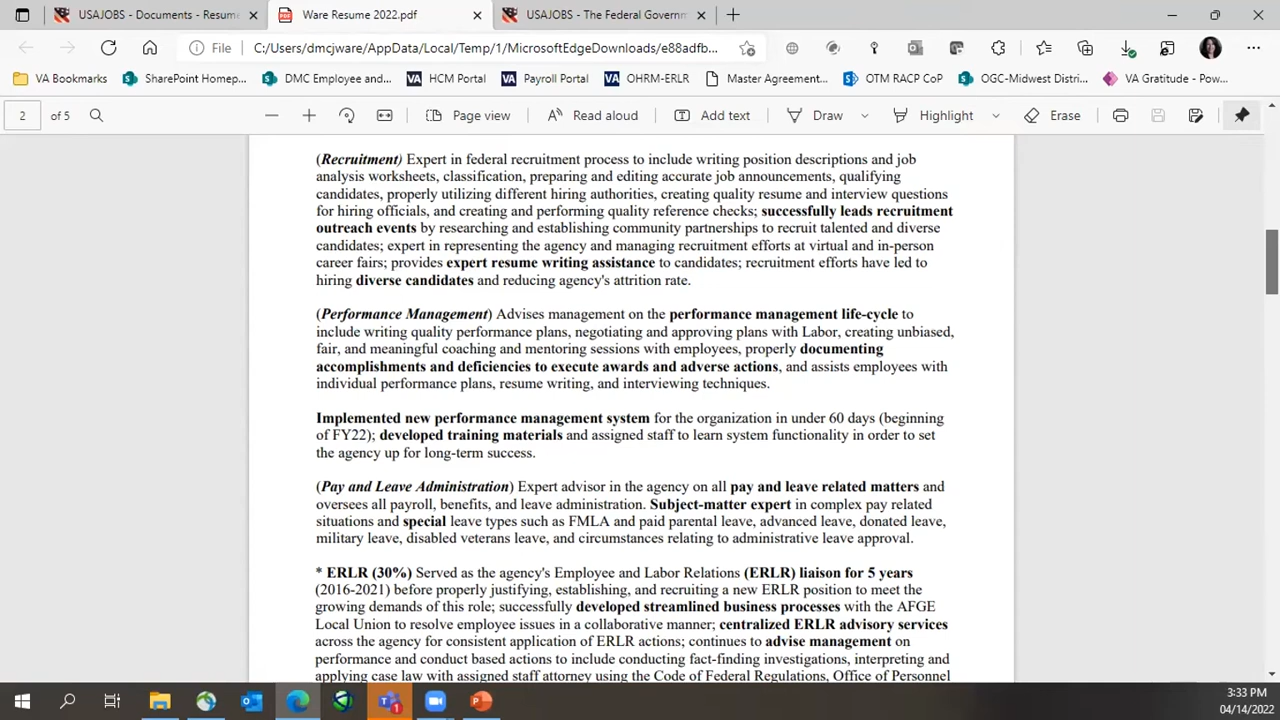 USAJOBS - Documents - Resume
Ware Resume 2022.pdf
USAJOBS - The Federal Governm
File
C:/Users/dmcjware/AppData/Local/Temp/1/MicrosoftEdgeDownloads/e88adfb...
VA Bookmarks
SharePoint Homep...
DMC Employee and...
HCM Portal
Payroll Portal
OHRM-ERLR
Master Agreement...
OTM RACP CoP
OGC-Midwest Distri...
VA Gratitude - Pow...
2 of 5
Page view
Read aloud
Add text
Draw
Highlight
Erase
(Recruitment) Expert in federal recruitment process to include writing position descriptions and job
analysis worksheets, classification, preparing and editing accurate job announcements, qualifying
candidates, properly utilizing different hiring authorities, creating quality resume and interview questions
for hiring officials, and creating and performing quality reference checks; successfully leads recruitment
outreach events by researching and establishing community partnerships to recruit talented and diverse
candidates; expert in representing the agency and managing recruitment efforts at virtual and in-person
career fairs; provides expert resume writing assistance to candidates; recruitment efforts have led to
hiring diverse candidates and reducing agency's attrition rate.
(Performance Management) Advises management on the performance management life-cycle to
include writing quality performance plans, negotiating and approving plans with Labor, creating unbiased,
fair, and meaningful coaching and mentoring sessions with employees, properly documenting
accomplishments and deficiencies to execute awards and adverse actions, and assists employees with
individual performance plans, resume writing, and interviewing techniques.
Implemented new performance management system for the organization in under 60 days (beginning
of FY22); developed training materials and assigned staff to learn system functionality in order to set
the agency up for long-term success.
(Pay and Leave Administration) Expert advisor in the agency on all pay and leave related matters and
oversees all payroll, benefits, and leave administration. Subject-matter expert in complex pay related
situations and special leave types such as FMLA and paid parental leave, advanced leave, donated leave,
military leave, disabled veterans leave, and circumstances relating to administrative leave approval.
* ERLR (30%) Served as the agency's Employee and Labor Relations (ERLR) liaison for 5 years
(2016-2021) before properly justifying, establishing, and recruiting a new ERLR position to meet the
growing demands of this role; successfully developed streamlined business processes with the AFGE
Local Union to resolve employee issues in a collaborative manner; centralized ERLR advisory services
across the agency for consistent application of ERLR actions; continues to advise management on
performance and conduct based actions to include conducting fact-finding investigations, interpreting and
applying case law with assigned staff attorney using the Code of Federal Regulations, Office of Personnel
3:33 PM
04/14/2022